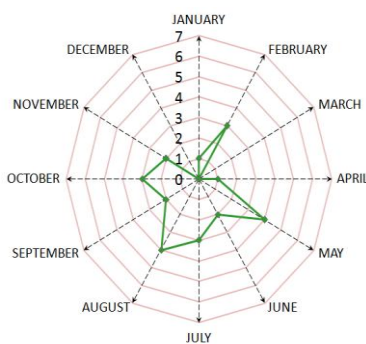 JANUARY
7
DECEMBER
FEBRUARY
6
5
NOVEMBER
4
MARCH
3
2
1
OCTOBER
0
APRIL
SEPTEMBER
MAY
AUGUST
JUNE
JULY